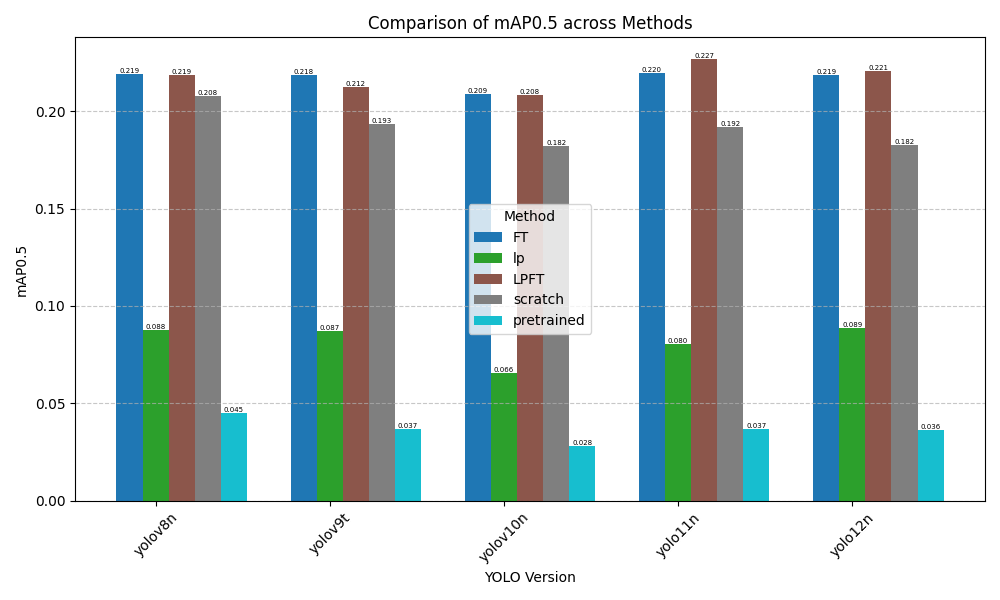 Comparison of mAP0.5 across Methods
mAP0.5
0.20
0.15
0.10
0.05
0.00
0.219
0.088
0.219
0.208
0.045
0.218
0.087
0.212
0.193
0.037
0.209
0.066
0.208
0.182
0.028
0.220
0.080
0.227
0.192
0.037
0.219
0.089
0.221
0.182
0.036
Method
FT
lp
LPFT
scratch
pretrained
yolov8n
yolov9t
yolov10n
yolo11n
yolo12n
YOLO Version